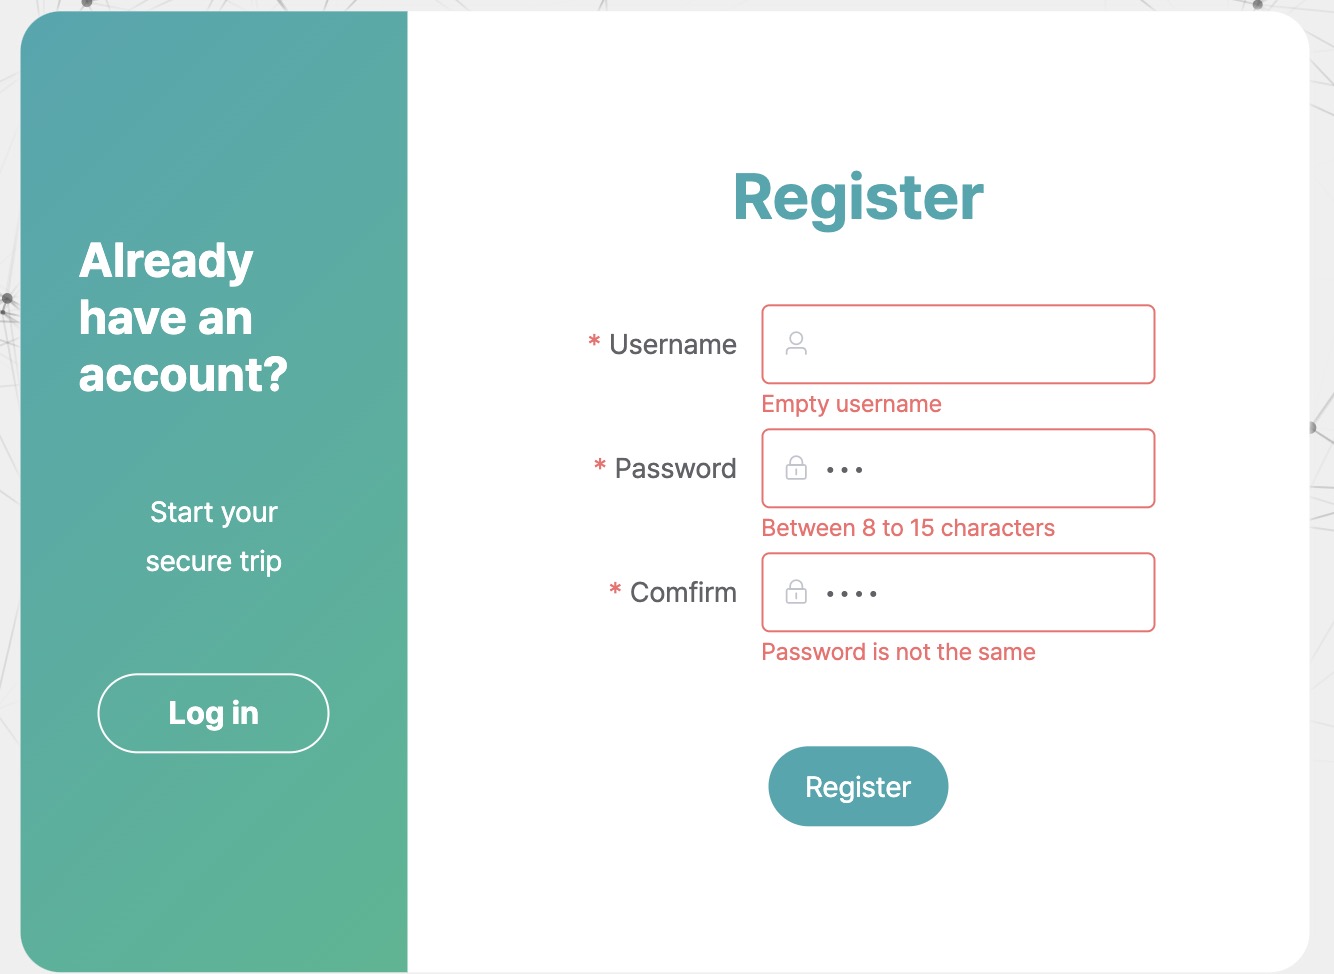 Already
have an
account?
Start your
secure trip
Log in
Register
* Username
Empty username
* Password
•••
Between 8 to 15 characters
* Comfirm
••••
Password is not the same
Register